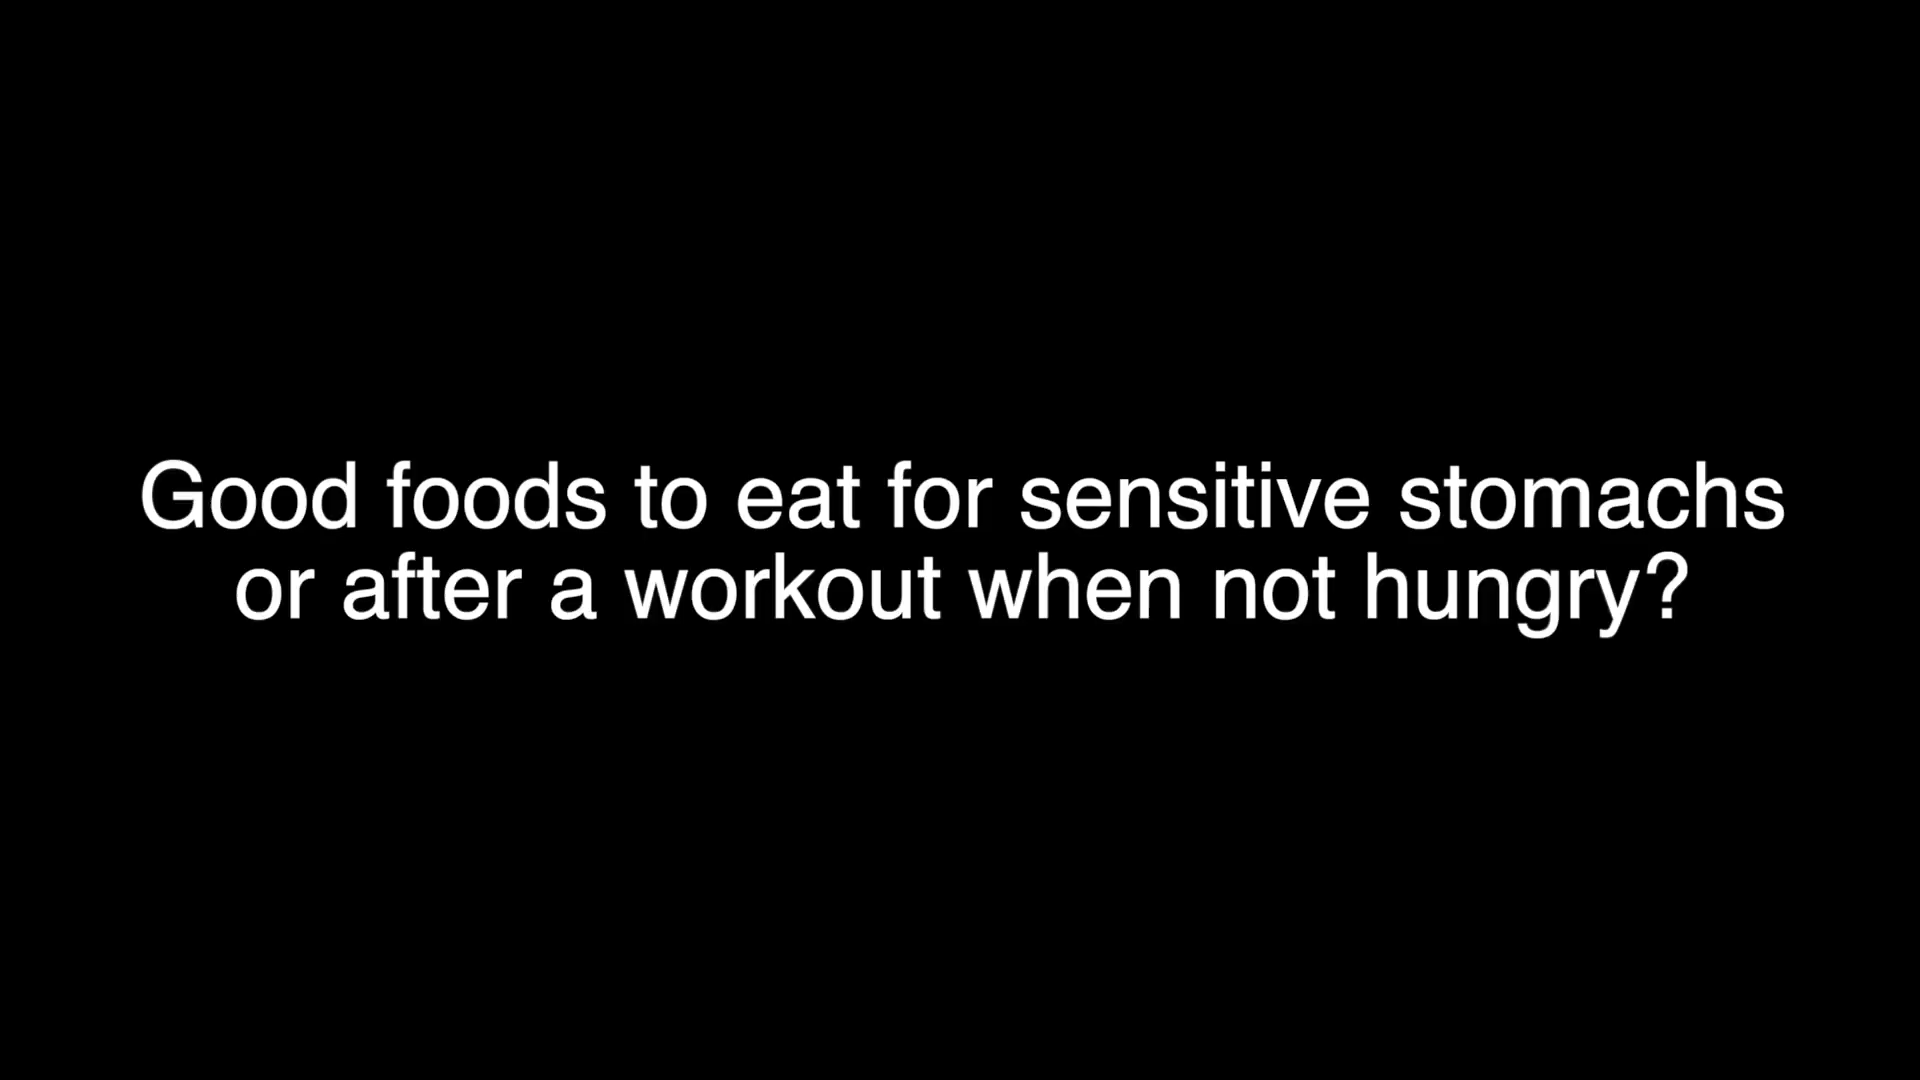 Good foods to eat for sensitive stomachs
or after a workout when not hungry?